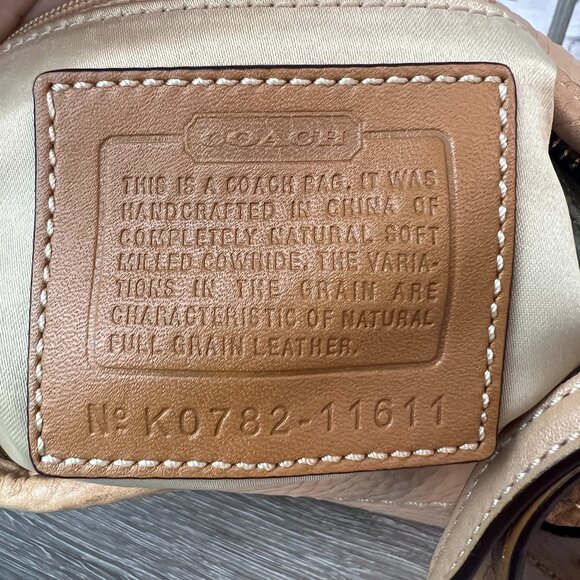 COACH
THIS IS A COACH BAG. IT WAS
HANDCRAFTED IN CHINA OF
COMPLETELY NATURAL SOFT
MILLED COWHIDE. THE VARIA-
TIONS IN THE GRAIN ARE
CHARACTERISTIC OF NATURAL
FULL GRAIN LEATHER.
Nº K0782-11611